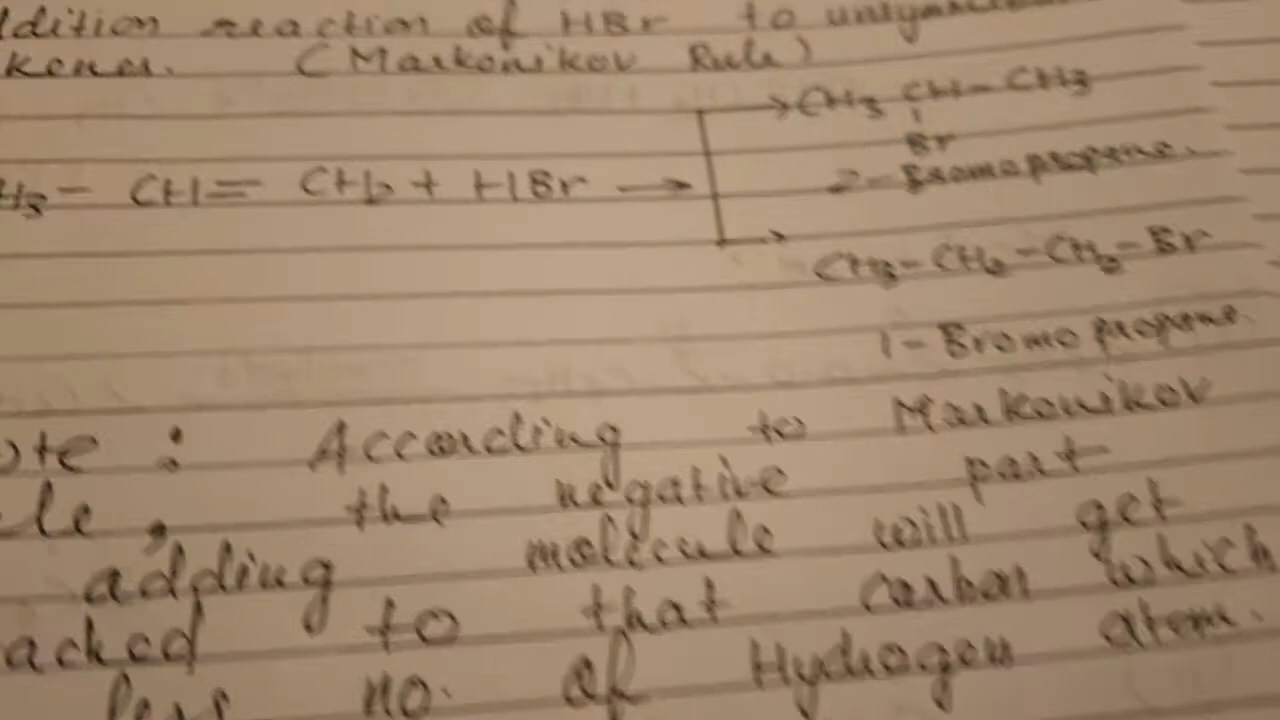 ddition reaction of HBr to unsymm
kenes. (Markonikov Rule)
→ CH3 CH - CH3
Br
2-Bromopropene.
H3 - CH = CH2 + HBr →
→ CH3 - CH2 - CH2 - Br
1-Bromopropene.
ote : According to Markonikov
le, the negative part
adding molecule will get
acked to that carbon which
less no. of Hydrogen atom.